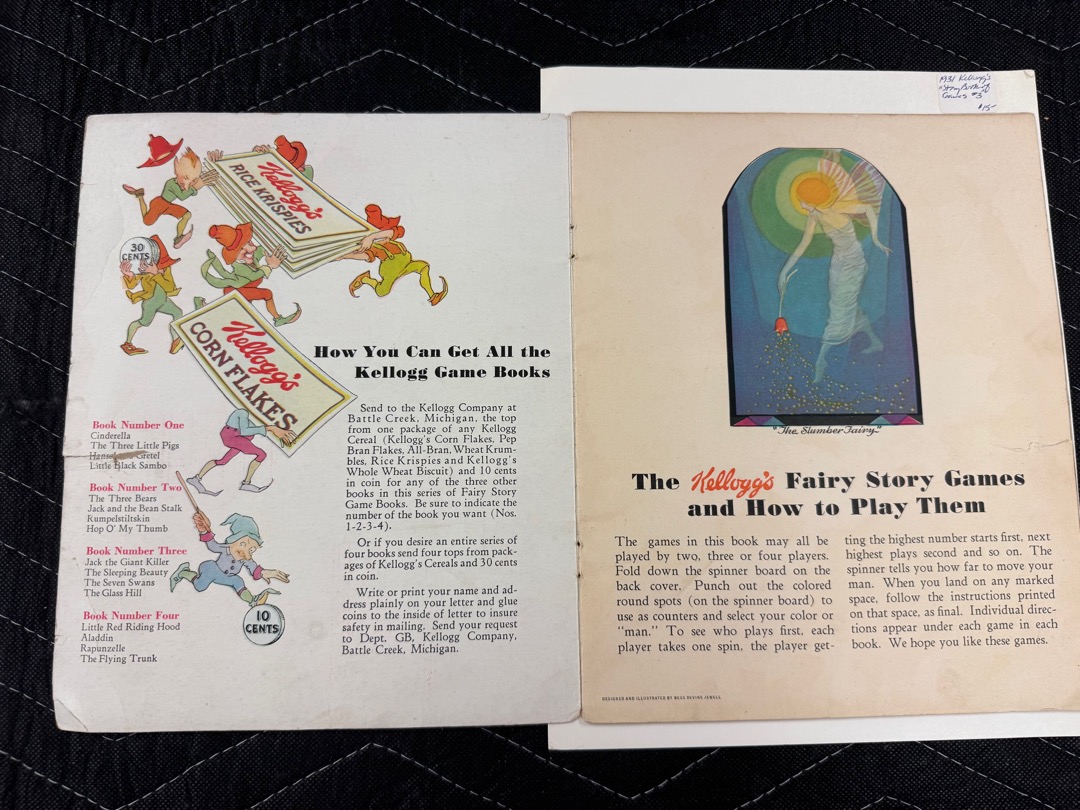 1931 Kellogg's
"Story Book of
Games #3"
$15-
Kellogg's
RICE KRISPIES
30
CENTS
Kellogg's
CORN FLAKES
How You Can Get All the
Kellogg Game Books
Send to the Kellogg Company at
Battle Creek, Michigan, the top
from one package of any Kellogg
Cereal (Kellogg's Corn Flakes, Pep
Bran Flakes, All-Bran, Wheat Krum-
bles, Rice Krispies and Kellogg's
Whole Wheat Biscuit) and 10 cents
in coin for any of the three other
books in this series of Fairy Story
Game Books. Be sure to indicate the
number of the book you want (Nos.
1-2-3-4).
Or if you desire an entire series of
four books send four tops from pack-
ages of Kellogg's Cereals and 30 cents
in coin.
Write or print your name and ad-
dress plainly on your letter and glue
coins to the inside of letter to insure
safety in mailing. Send your request
to Dept. GB, Kellogg Company,
Battle Creek, Michigan.
Book Number One
Cinderella
The Three Little Pigs
Hansel and Gretel
Little Black Sambo
Book Number Two
The Three Bears
Jack and the Bean Stalk
Rumpelstiltskin
Hop O' My Thumb
Book Number Three
Jack the Giant Killer
The Sleeping Beauty
The Seven Swans
The Glass Hill
Book Number Four
Little Red Riding Hood
Aladdin
Rapunzelle
The Flying Trunk
10
CENTS
"The Slumber Fairy"
The Kellogg's Fairy Story Games
and How to Play Them
The games in this book may all be
played by two, three or four players.
Fold down the spinner board on the
back cover. Punch out the colored
round spots (on the spinner board) to
use as counters and select your color or
"man." To see who plays first, each
player takes one spin, the player get-
ting the highest number starts first, next
highest plays second and so on. The
spinner tells you how far to move your
man. When you land on any marked
space, follow the instructions printed
on that space, as final. Individual direc-
tions appear under each game in each
book. We hope you like these games.
DESIGNED AND ILLUSTRATED BY BESS DEVINE JEWELL